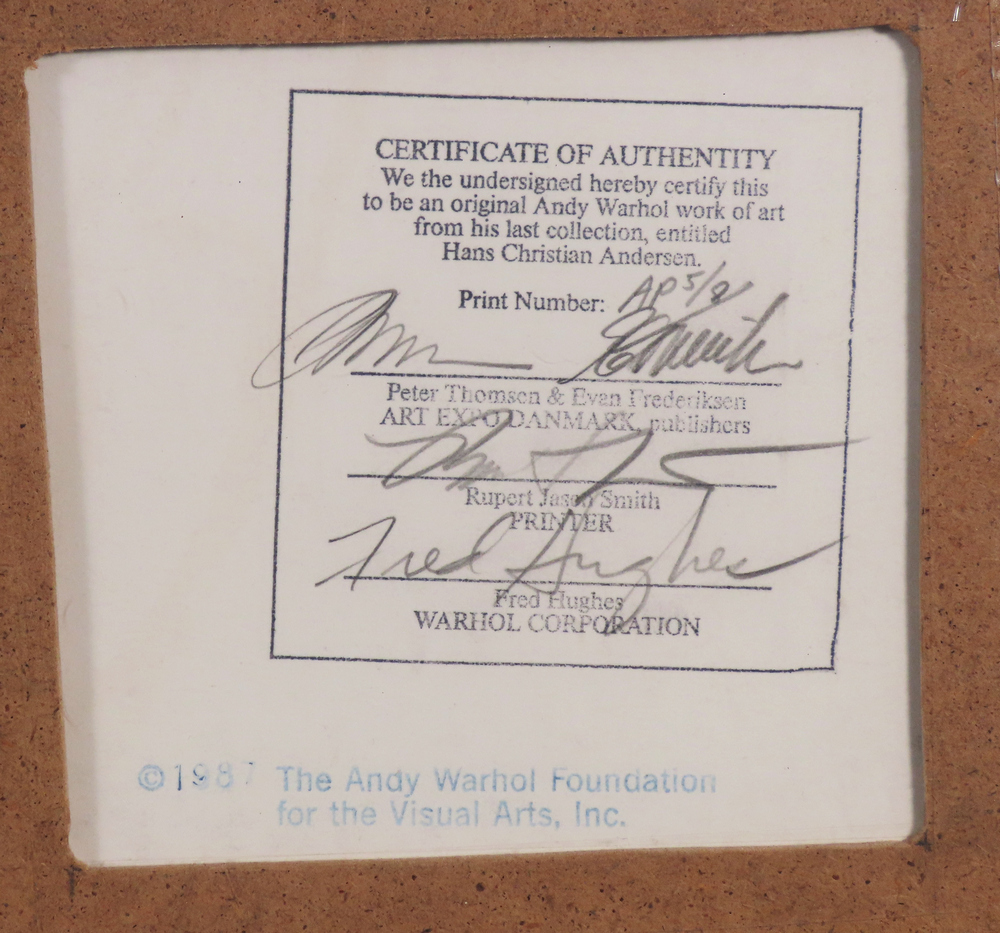 CERTIFICATE OF AUTHENTITY
We the undersigned hereby certify this
to be an original Andy Warhol work of art
from his last collection, entitled
Hans Christian Andersen.
Print Number: AP 5/8
Peter Thomsen & Evan Frederiksen
ART EXPO DANMARK, publishers
Rupert Jason Smith
PRINTER
Fred Hughes
Fred Hughes
WARHOL CORPORATION
©1987 The Andy Warhol Foundation
for the Visual Arts, Inc.